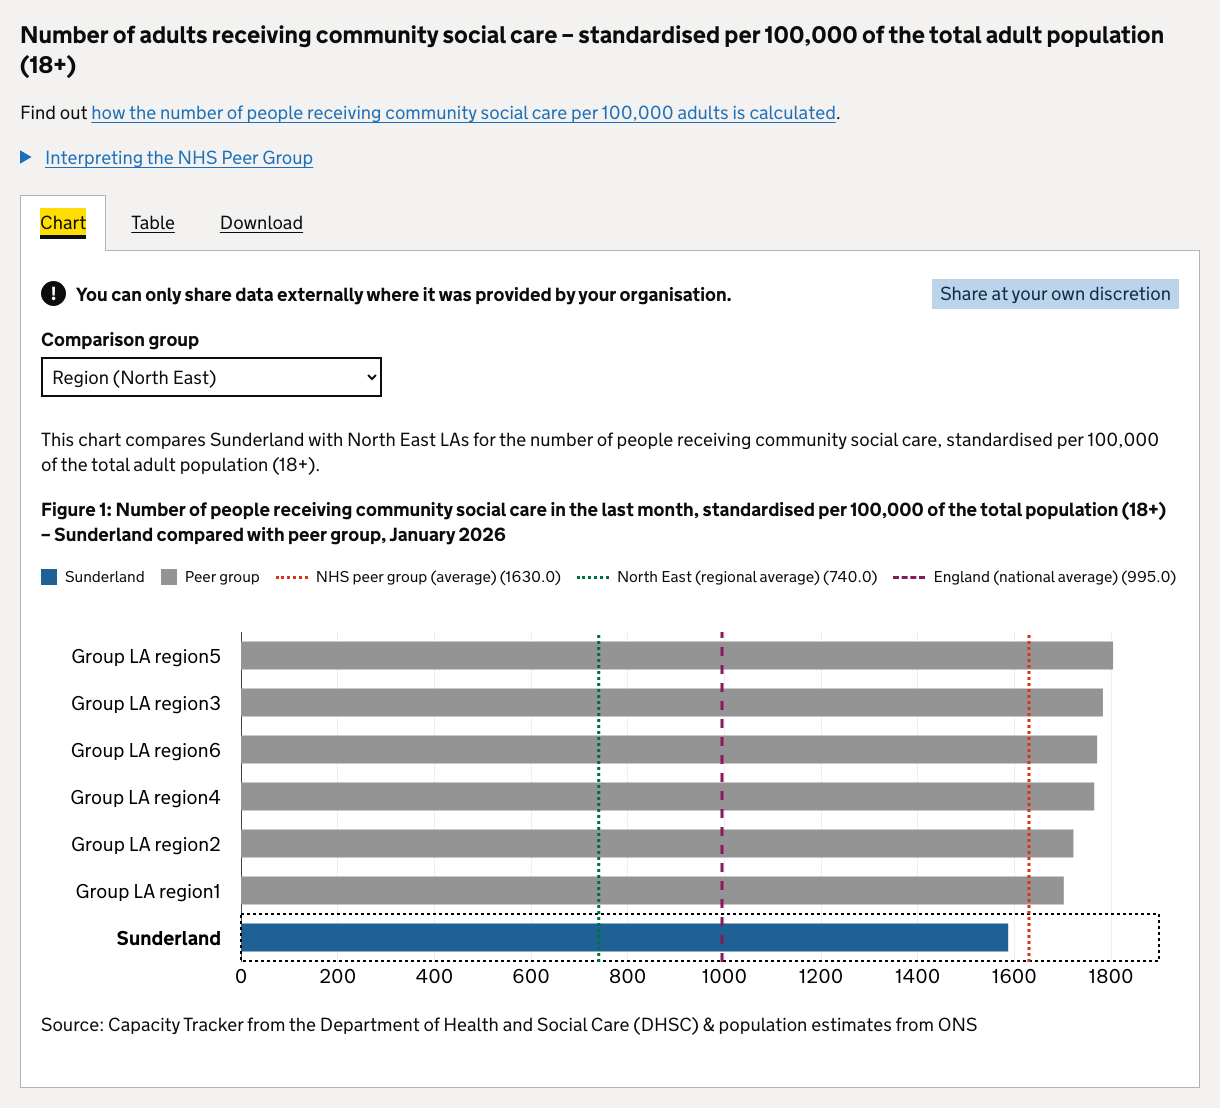 Number of adults receiving community social care – standardised per 100,000 of the total adult population
(18+)
Find out how the number of people receiving community social care per 100,000 adults is calculated.
Interpreting the NHS Peer Group
Chart Table Download
You can only share data externally where it was provided by your organisation. Share at your own discretion
Comparison group
Region (North East)
This chart compares Sunderland with North East LAs for the number of people receiving community social care, standardised per 100,000
of the total adult population (18+).
Figure 1: Number of people receiving community social care in the last month, standardised per 100,000 of the total population (18+)
– Sunderland compared with peer group, January 2026
Sunderland Peer group NHS peer group (average) (1630.0) North East (regional average) (740.0) England (national average) (995.0)
Group LA region5
Group LA region3
Group LA region6
Group LA region4
Group LA region2
Group LA region1
Sunderland
0 200 400 600 800 1000 1200 1400 1600 1800
Source: Capacity Tracker from the Department of Health and Social Care (DHSC) & population estimates from ONS